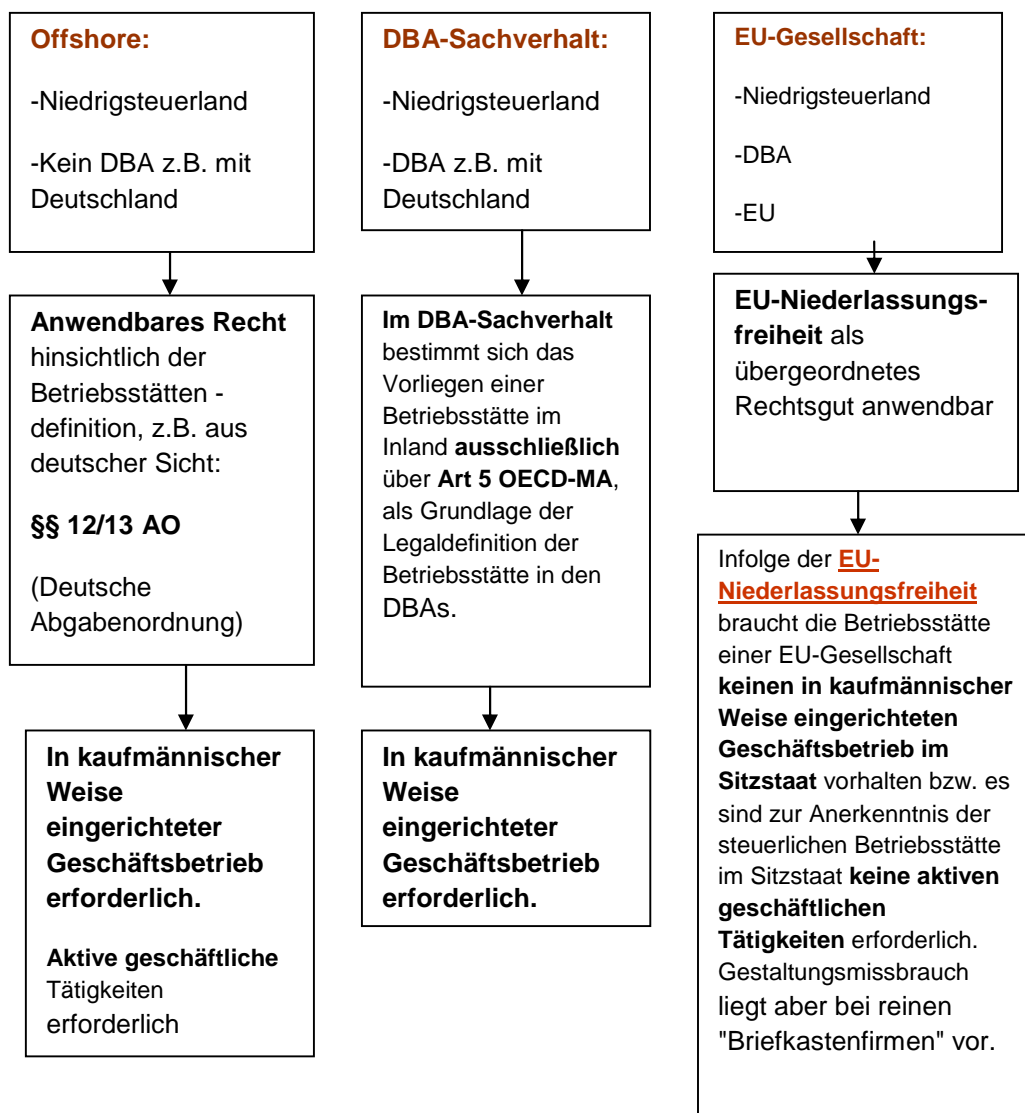 Offshore:
-Niedrigsteuerland
-Kein DBA z.B. mit
Deutschland
Anwendbares Recht
hinsichtlich der
Betriebsstätten -
definition, z.B. aus
deutscher Sicht:
§§ 12/13 AO
(Deutsche
Abgabenordnung)
In kaufmännischer
Weise
eingerichteter
Geschäftsbetrieb
erforderlich.
Aktive geschäftliche
Tätigkeiten
erforderlich
DBA-Sachverhalt:
-Niedrigsteuerland
-DBA z.B. mit
Deutschland
Im DBA-Sachverhalt
bestimmt sich das
Vorliegen einer
Betriebsstätte im
Inland ausschließlich
über Art 5 OECD-MA,
als Grundlage der
Legaldefinition der
Betriebsstätte in den
DBAs.
In kaufmännischer
Weise
eingerichteter
Geschäftsbetrieb
erforderlich.
EU-Gesellschaft:
-Niedrigsteuerland
-DBA
-EU
EU-Niederlassungs-
freiheit als
übergeordnetes
Rechtsgut anwendbar
Infolge der EU-
Niederlassungsfreiheit
braucht die Betriebsstätte
einer EU-Gesellschaft
keinen in kaufmännischer
Weise eingerichteten
Geschäftsbetrieb im
Sitzstaat vorhalten bzw. es
sind zur Anerkenntnis der
steuerlichen Betriebsstätte
im Sitzstaat keine aktiven
geschäftlichen
Tätigkeiten erforderlich.
Gestaltungsmissbrauch
liegt aber bei reinen
"Briefkastenfirmen" vor.